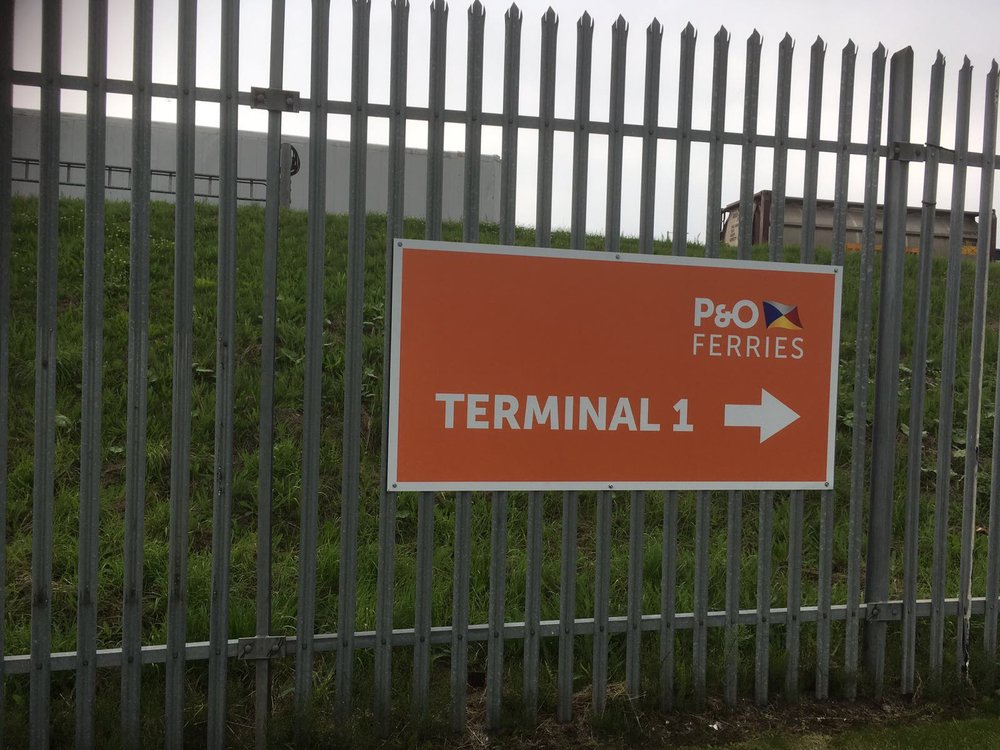 P&O
FERRIES
TERMINAL 1